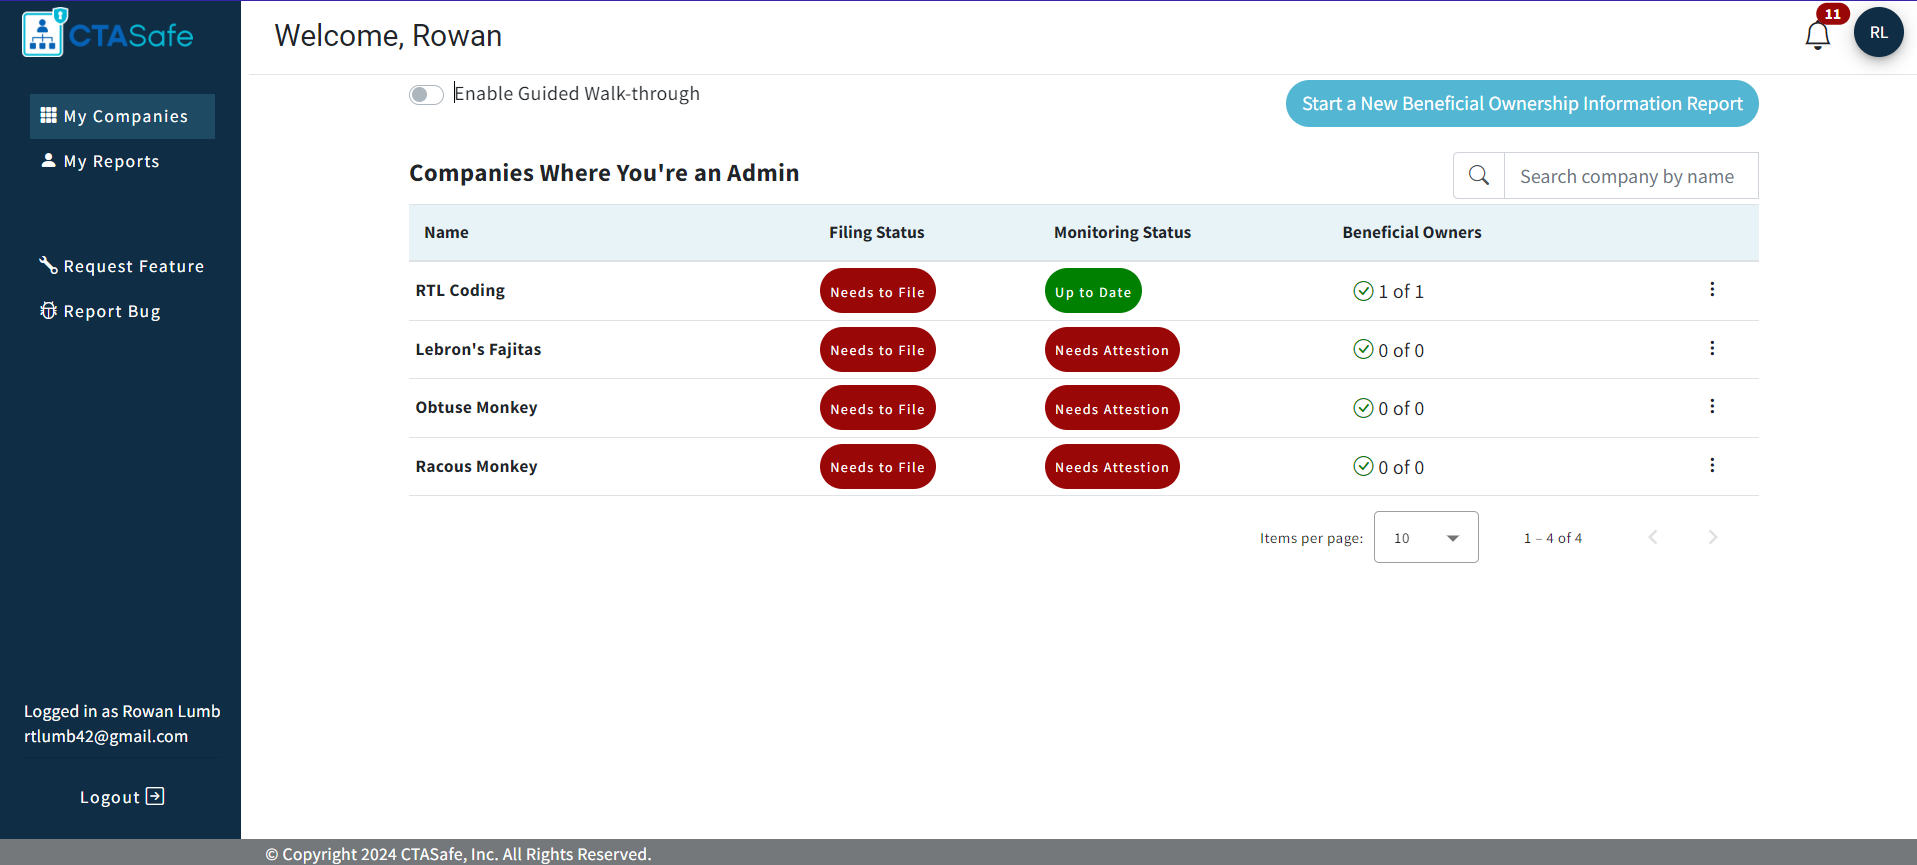 CTASafe
Welcome, Rowan
11
RL
My Companies
My Reports
Request Feature
Report Bug
Enable Guided Walk-through
Start a New Beneficial Ownership Information Report
Companies Where You're an Admin
Search company by name
Name Filing Status Monitoring Status Beneficial Owners
RTL Coding Needs to File Up to Date 1 of 1
Lebron's Fajitas Needs to File Needs Attestion 0 of 0
Obtuse Monkey Needs to File Needs Attestion 0 of 0
Racous Monkey Needs to File Needs Attestion 0 of 0
Items per page: 10 1 – 4 of 4
Logged in as Rowan Lumb
rtlumb42@gmail.com
Logout
© Copyright 2024 CTASafe, Inc. All Rights Reserved.